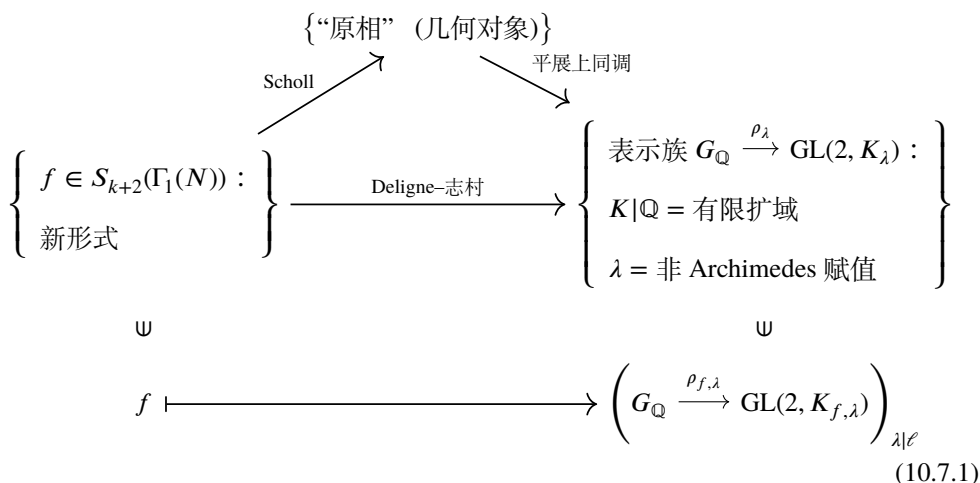 {“原相” (几何对象)}
Scholl
平展上同调
f ∈ S_{k+2}(Γ_1(N)) :
新形式
Deligne–志村
表示族 G_ℚ \xrightarrow{ρ_λ} GL(2, K_λ) :
K|ℚ = 有限扩域
λ = 非 Archimedes 赋值
f ⟼ (G_ℚ \xrightarrow{ρ_{f,λ}} GL(2, K_{f,λ}))_{λ|ℓ}
(10.7.1)